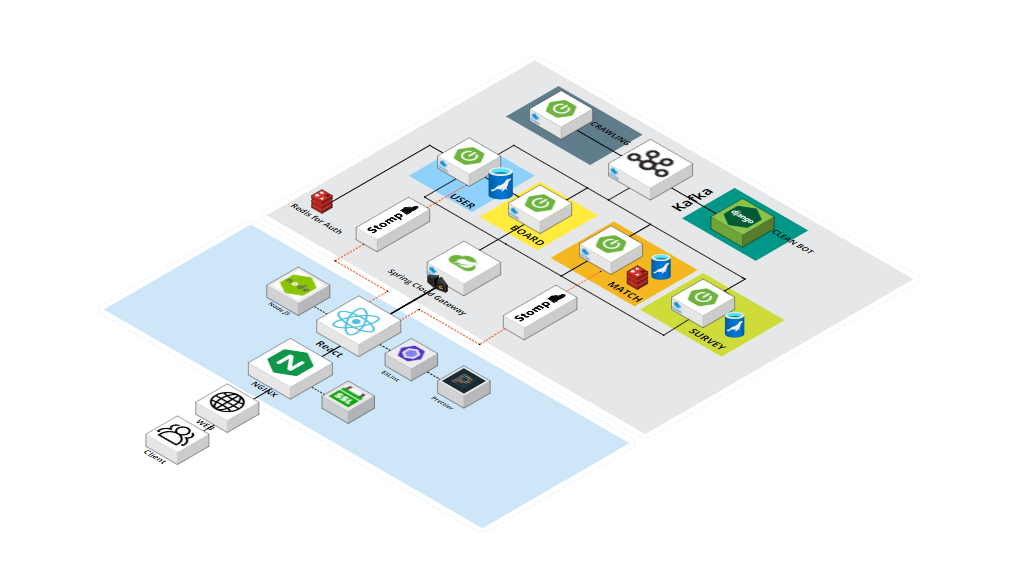 CRAWLING
Kafka
django
CLEAN BOT
USER
BOARD
Redis for Auth
Stomp
MATCH
SURVEY
Spring Cloud Gateway
Stomp
node
Node js
React
ESLint
Prettier
N
NGINX
SSL
WEB
Client